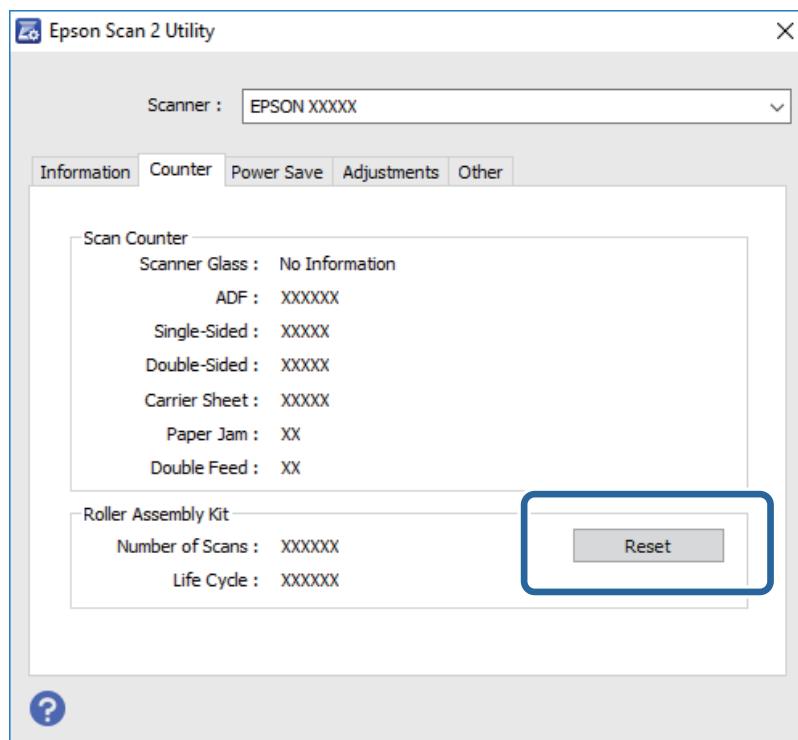 Epson Scan 2 Utility
Scanner : EPSON XXXXX
Information Counter Power Save Adjustments Other
Scan Counter
Scanner Glass : No Information
ADF : XXXXXX
Single-Sided : XXXXX
Double-Sided : XXXXX
Carrier Sheet : XXXXX
Paper Jam : XX
Double Feed : XX
Roller Assembly Kit
Number of Scans : XXXXXX Reset
Life Cycle : XXXXXX
?